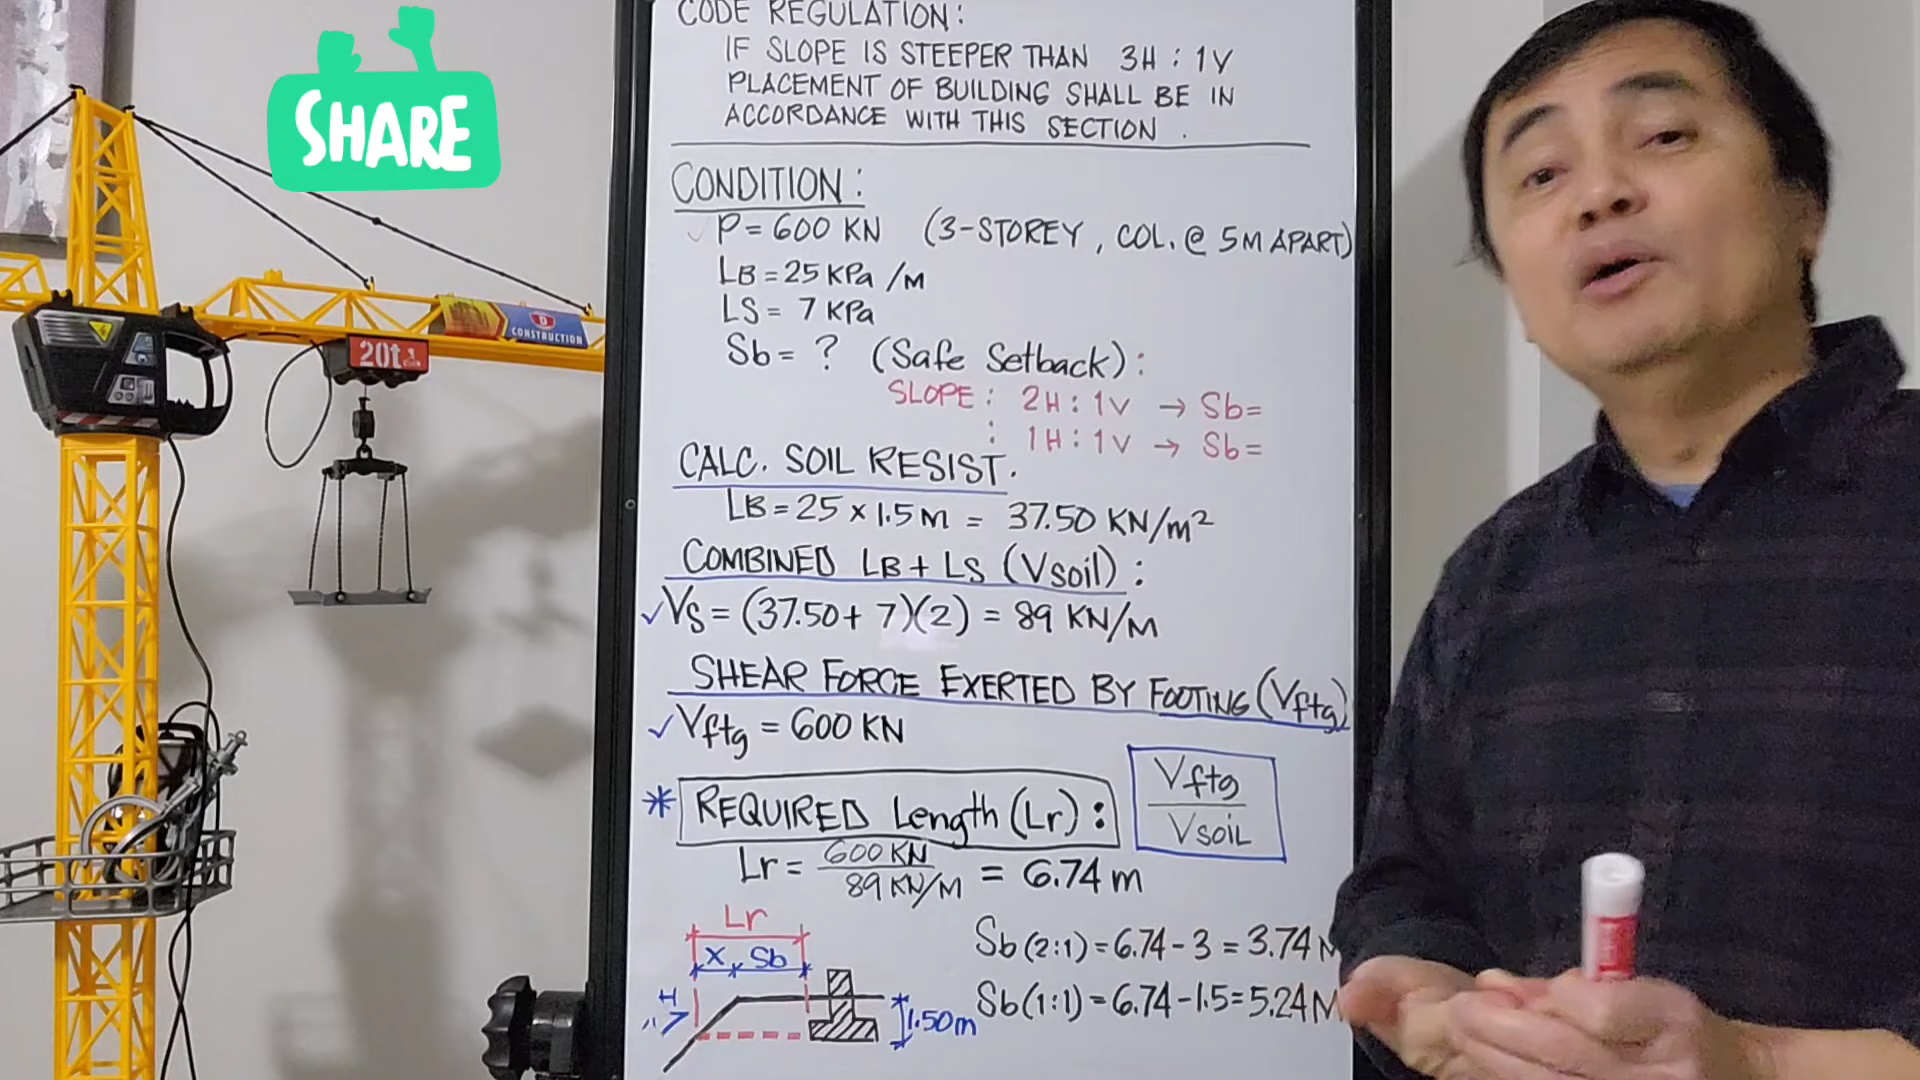 SHARE
CONSTRUCTION
20t
CODE REGULATION:
IF SLOPE IS STEEPER THAN 3H : 1V
PLACEMENT OF BUILDING SHALL BE IN
ACCORDANCE WITH THIS SECTION .
CONDITION:
P = 600 KN (3-STOREY, COL. @ 5M APART)
LB = 25 KPa /M
LS = 7 KPa
Sb = ? (Safe Setback):
SLOPE : 2H : 1V → Sb=
: 1H : 1V → Sb=
CALC. SOIL RESIST.
LB = 25 x 1.5M = 37.50 KN/m²
COMBINED LB + LS (Vsoil) :
✓Vs = (37.50 + 7)(2) = 89 KN/M
SHEAR FORCE EXERTED BY FOOTING (Vftg)
✓Vftg = 600 KN
* REQUIRED Length (Lr) :
Vftg
VSOIL
Lr = 600 KN / 89 KN/M = 6.74 m
Lr
X Sb
H
V
1.50m
Sb (2:1) = 6.74 - 3 = 3.74 M
Sb (1:1) = 6.74 - 1.5 = 5.24 M